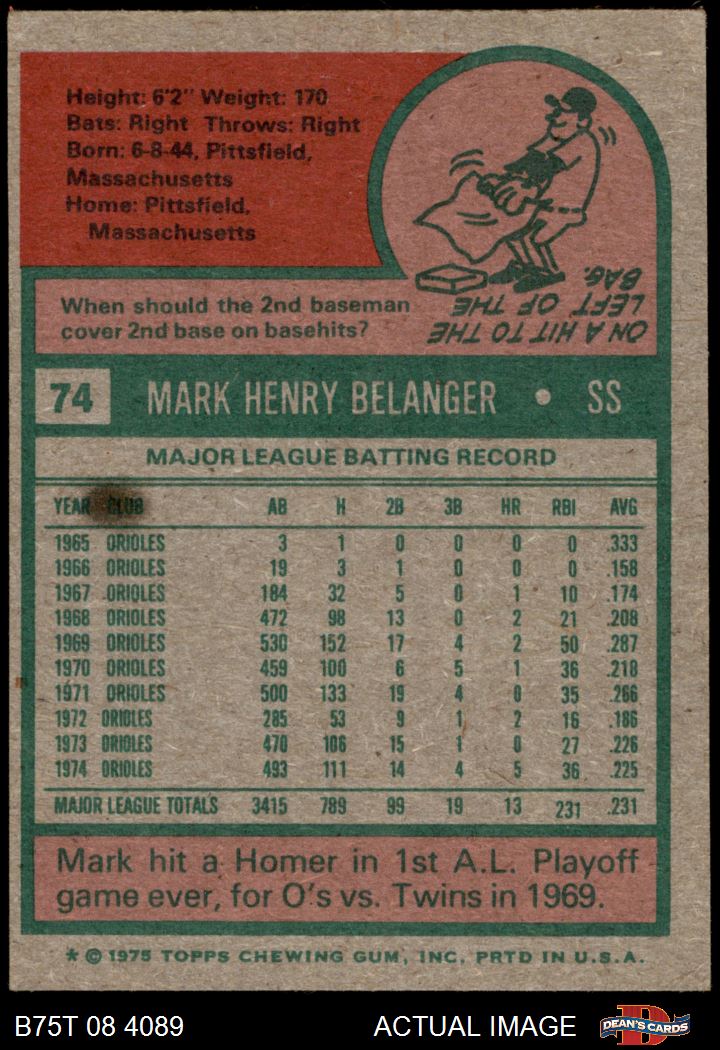 Height: 6'2" Weight: 170
Bats: Right Throws: Right
Born: 6-8-44, Pittsfield,
Massachusetts
Home: Pittsfield,
Massachusetts
When should the 2nd baseman
cover 2nd base on basehits?
ON A HIT TO THE
LEFT OF THE
BAG.
74 MARK HENRY BELANGER • SS
MAJOR LEAGUE BATTING RECORD
YEAR CLUB AB H 2B 3B HR RBI AVG
1965 ORIOLES 3 1 0 0 0 0 .333
1966 ORIOLES 19 3 1 0 0 0 .158
1967 ORIOLES 184 32 5 0 1 10 .174
1968 ORIOLES 472 98 13 0 2 21 .208
1969 ORIOLES 530 152 17 4 2 50 .287
1970 ORIOLES 459 100 6 5 1 36 .218
1971 ORIOLES 500 133 19 4 0 35 .266
1972 ORIOLES 285 53 9 1 2 16 .186
1973 ORIOLES 470 106 15 1 0 27 .226
1974 ORIOLES 493 111 14 4 5 36 .225
MAJOR LEAGUE TOTALS 3415 789 99 19 13 231 .231
Mark hit a Homer in 1st A.L. Playoff
game ever, for O's vs. Twins in 1969.
* © 1975 TOPPS CHEWING GUM, INC. PRTD IN U.S.A.
B75T 08 4089 ACTUAL IMAGE D DEAN'S CARDS